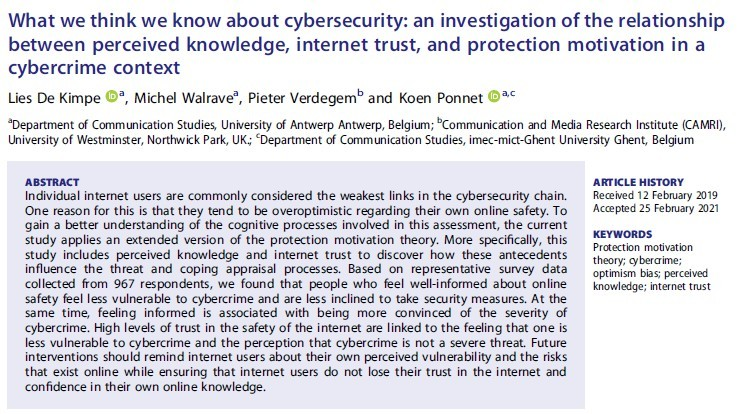 What we think we know about cybersecurity: an investigation of the relationship
between perceived knowledge, internet trust, and protection motivation in a
cybercrime context
Lies De Kimpe iD a, Michel Walrave a, Pieter Verdegem b and Koen Ponnet iD a,c
aDepartment of Communication Studies, University of Antwerp Antwerp, Belgium; bCommunication and Media Research Institute (CAMRI),
University of Westminster, Northwick Park, UK.; cDepartment of Communication Studies, imec-mict-Ghent University Ghent, Belgium
ABSTRACT
Individual internet users are commonly considered the weakest links in the cybersecurity chain.
One reason for this is that they tend to be overoptimistic regarding their own online safety. To
gain a better understanding of the cognitive processes involved in this assessment, the current
study applies an extended version of the protection motivation theory. More specifically, this
study includes perceived knowledge and internet trust to discover how these antecedents
influence the threat and coping appraisal processes. Based on representative survey data
collected from 967 respondents, we found that people who feel well-informed about online
safety feel less vulnerable to cybercrime and are less inclined to take security measures. At the
same time, feeling informed is associated with being more convinced of the severity of
cybercrime. High levels of trust in the safety of the internet are linked to the feeling that one is
less vulnerable to cybercrime and the perception that cybercrime is not a severe threat. Future
interventions should remind internet users about their own perceived vulnerability and the risks
that exist online while ensuring that internet users do not lose their trust in the internet and
confidence in their own online knowledge.
ARTICLE HISTORY
Received 12 February 2019
Accepted 25 February 2021
KEYWORDS
Protection motivation
theory; cybercrime;
optimism bias; perceived
knowledge; internet trust